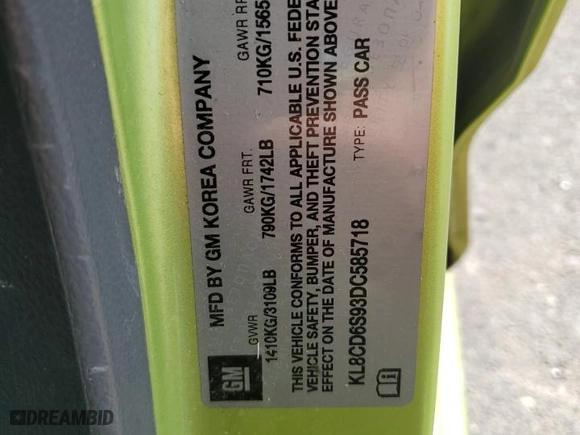 MFD BY GM KOREA COMPANY
GVWR GAWR FRT. GAWR RR
1410KG/3109LB 790KG/1742LB 710KG/1565
THIS VEHICLE CONFORMS TO ALL APPLICABLE U.S. FEDE
VEHICLE SAFETY, BUMPER, AND THEFT PREVENTION STA
EFFECT ON THE DATE OF MANUFACTURE SHOWN ABOVE
KL8CD6S93DC585718 TYPE: PASS CAR
GM
DREAMBID